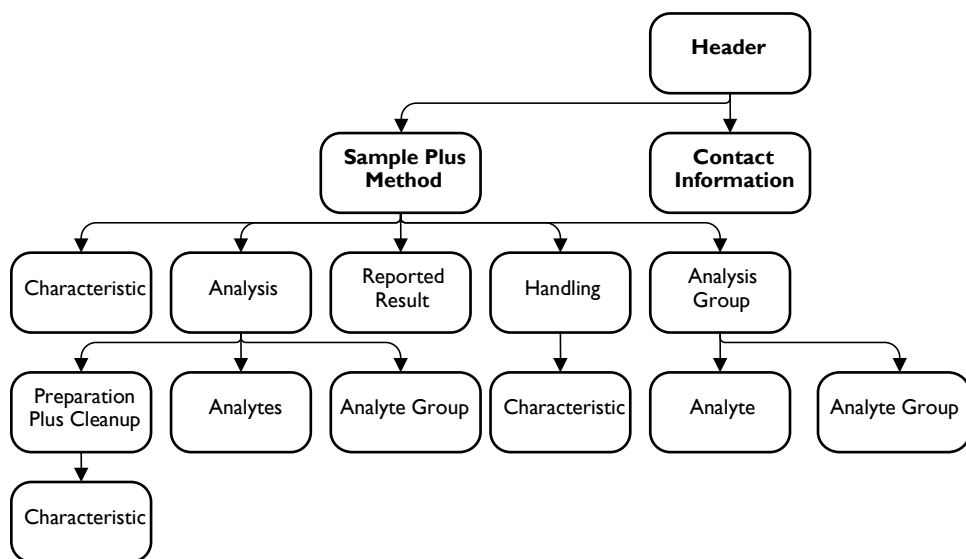 Header
Sample Plus
Method
Contact
Information
Characteristic
Analysis
Reported
Result
Handling
Analysis
Group
Preparation
Plus Cleanup
Analytes
Analyte Group
Characteristic
Analyte
Analyte Group
Characteristic